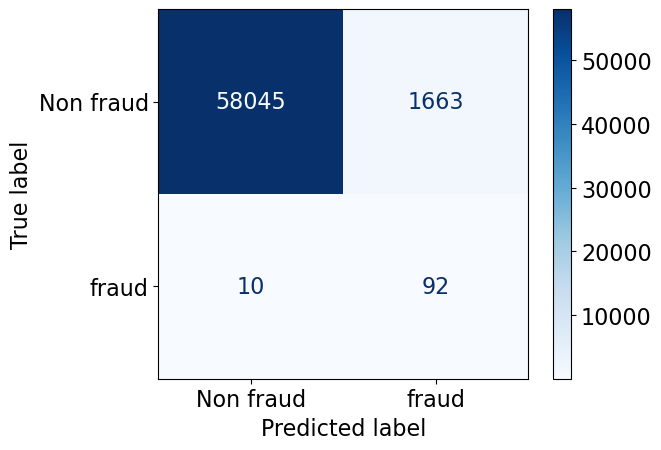 Non fraud
58045
1663
fraud
10
92
Non fraud
fraud
Predicted label
True label
50000
40000
30000
20000
10000